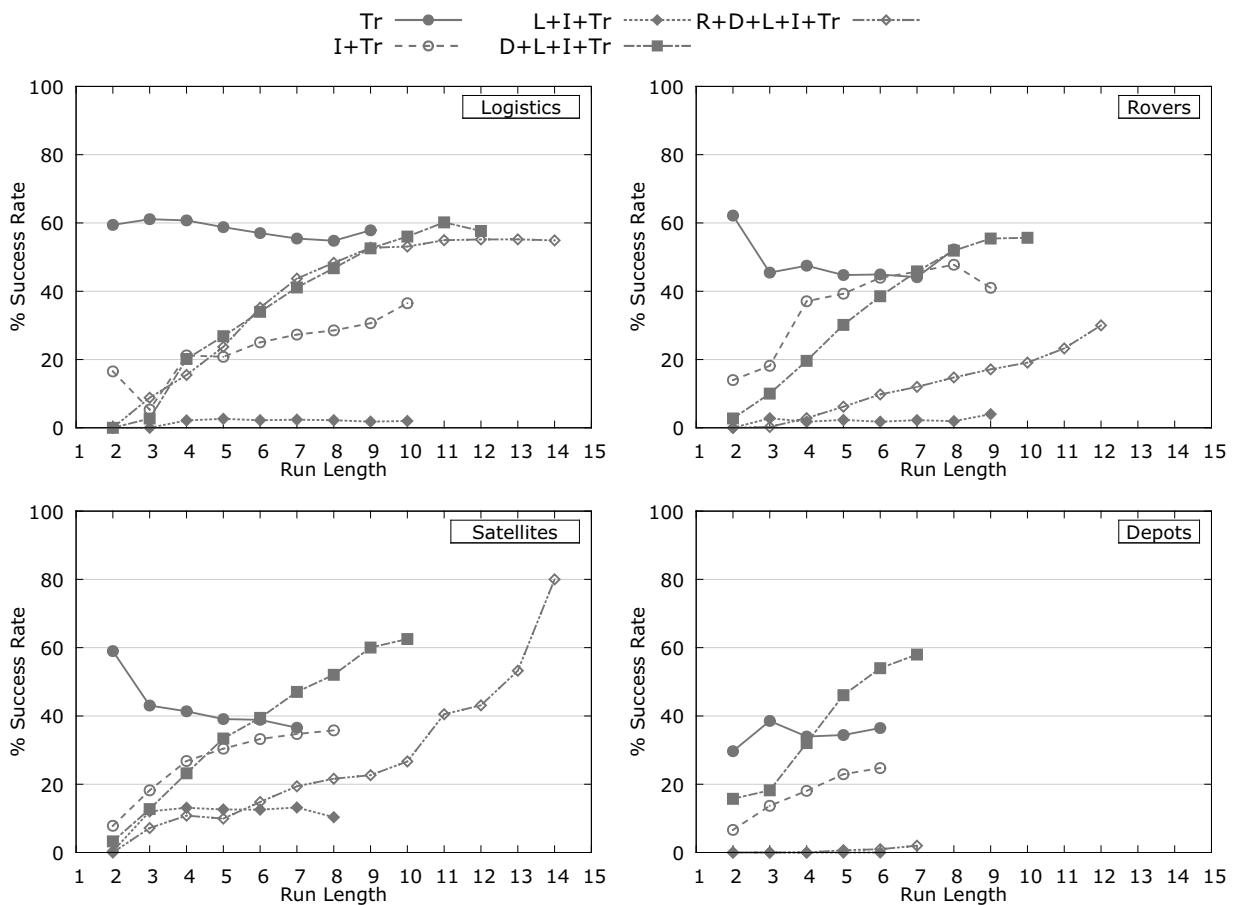 Tr L+I+Tr R+D+L+I+Tr
I+Tr D+L+I+Tr
100
80
60
40
20
0
% Success Rate
Logistics
1 2 3 4 5 6 7 8 9 10 11 12 13 14 15
Run Length
100
80
60
40
20
0
% Success Rate
Rovers
1 2 3 4 5 6 7 8 9 10 11 12 13 14 15
Run Length
100
80
60
40
20
0
% Success Rate
Satellites
1 2 3 4 5 6 7 8 9 10 11 12 13 14 15
Run Length
100
80
60
40
20
0
% Success Rate
Depots
1 2 3 4 5 6 7 8 9 10 11 12 13 14 15
Run Length